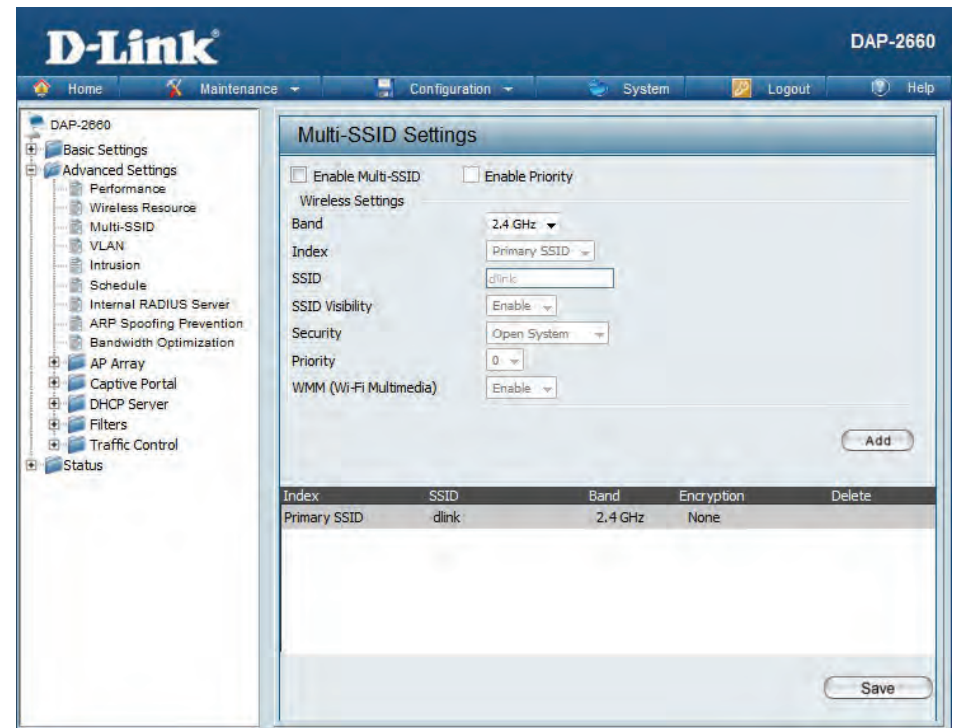 D-Link
DAP-2660
Home Maintenance Configuration System Logout Help
DAP-2660
Basic Settings
Advanced Settings
Performance
Wireless Resource
Multi-SSID
VLAN
Intrusion
Schedule
Internal RADIUS Server
ARP Spoofing Prevention
Bandwidth Optimization
AP Array
Captive Portal
DHCP Server
Filters
Traffic Control
Status
Multi-SSID Settings
Enable Multi-SSID Enable Priority
Wireless Settings
Band 2.4 GHz
Index Primary SSID
SSID dlink
SSID Visibility Enable
Security Open System
Priority 0
WMM (Wi-Fi Multimedia) Enable
Add
Index SSID Band Encryption Delete
Primary SSID dlink 2.4 GHz None
Save